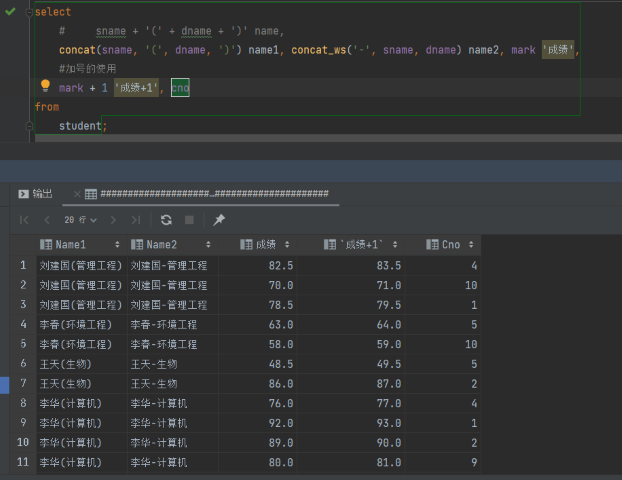 select
#     sname + '(' + dname + ')' name,
concat(sname, '(', dname, ')') name1, concat_ws('-', sname, dname) name2, mark '成绩',
#加号的使用
mark + 1 '成绩+1', cno
from
student;
输出 × ####################…#####################
20 行
Name1 Name2 成绩 `成绩+1` Cno
1 刘建国(管理工程) 刘建国-管理工程 82.5 83.5 4
2 刘建国(管理工程) 刘建国-管理工程 70.0 71.0 10
3 刘建国(管理工程) 刘建国-管理工程 78.5 79.5 1
4 李春(环境工程) 李春-环境工程 63.0 64.0 5
5 李春(环境工程) 李春-环境工程 58.0 59.0 10
6 王天(生物) 王天-生物 48.5 49.5 5
7 王天(生物) 王天-生物 86.0 87.0 2
8 李华(计算机) 李华-计算机 76.0 77.0 4
9 李华(计算机) 李华-计算机 92.0 93.0 1
10 李华(计算机) 李华-计算机 89.0 90.0 2
11 李华(计算机) 李华-计算机 80.0 81.0 9